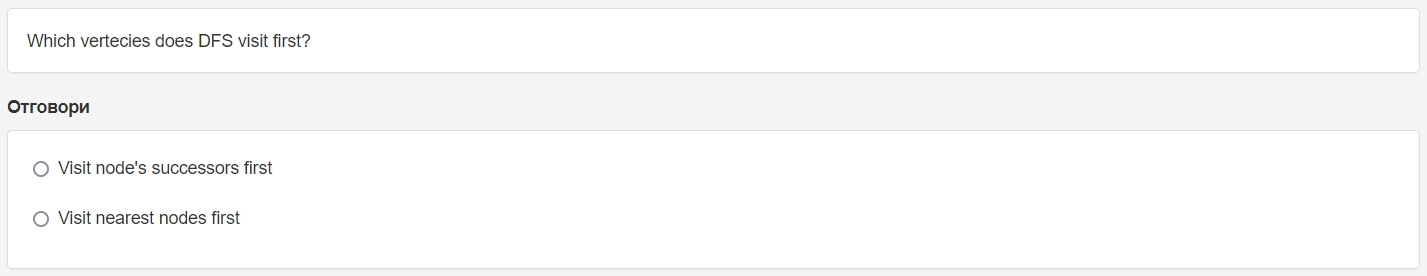 Which vertecies does DFS visit first?
Отговори
Visit node's successors first
Visit nearest nodes first